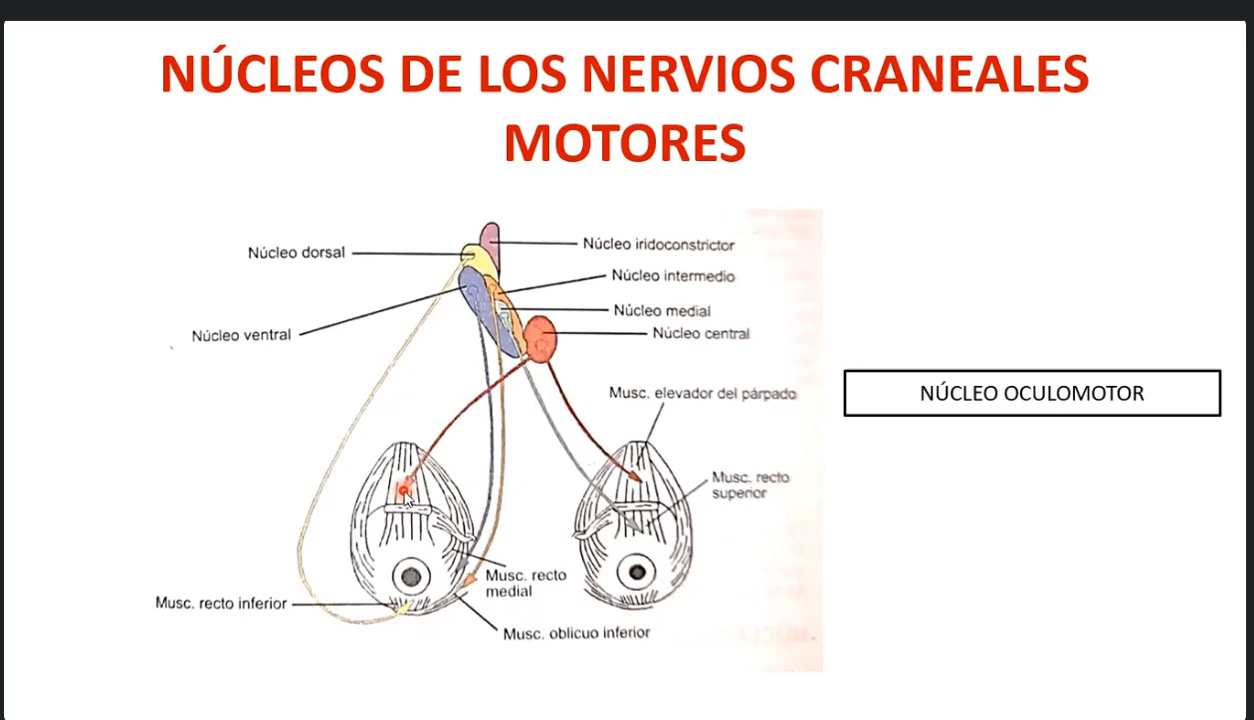 NÚCLEOS DE LOS NERVIOS CRANEALES
MOTORES
Núcleo dorsal
Núcleo iridoconstrictor
Núcleo intermedio
Núcleo medial
Núcleo ventral
Núcleo central
Musc. elevador del párpado
NÚCLEO OCULOMOTOR
Musc. recto
superior
Musc. recto
medial
Musc. recto inferior
Musc. oblicuo inferior